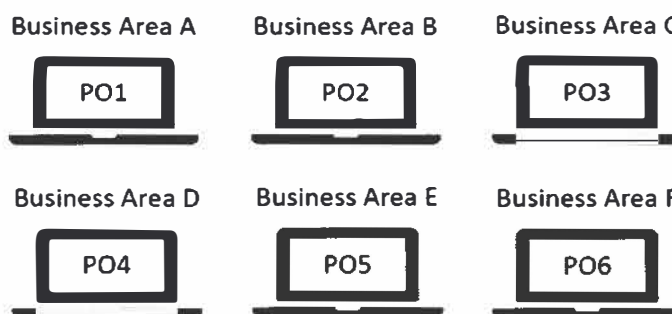 Business Area A Business Area B Business Area C
PO1 PO2 PO3
Business Area D Business Area E Business Area F
PO4 PO5 PO6